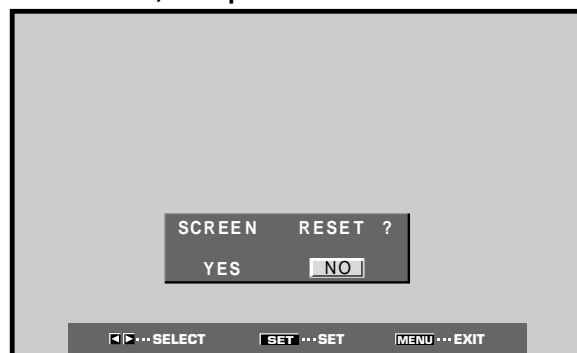 SCREEN RESET ?
YES NO
◀ ▶ ··· SELECT SET ··· SET MENU ··· EXIT